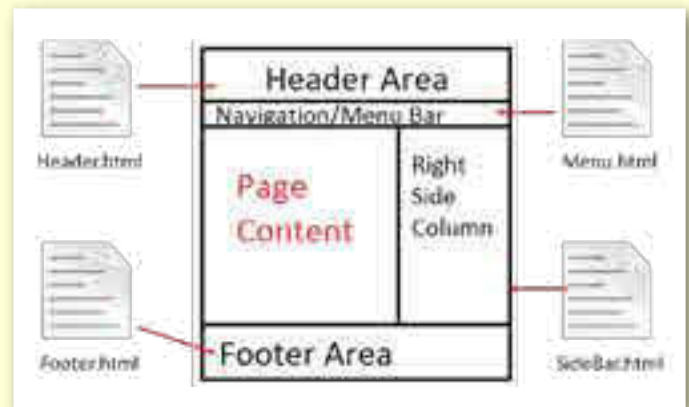 Header Area
Navigation/Menu Bar
Header.html
Menu.html
Page
Content
Right
Side
Column
Footer Area
Footer.html
SideBar.html